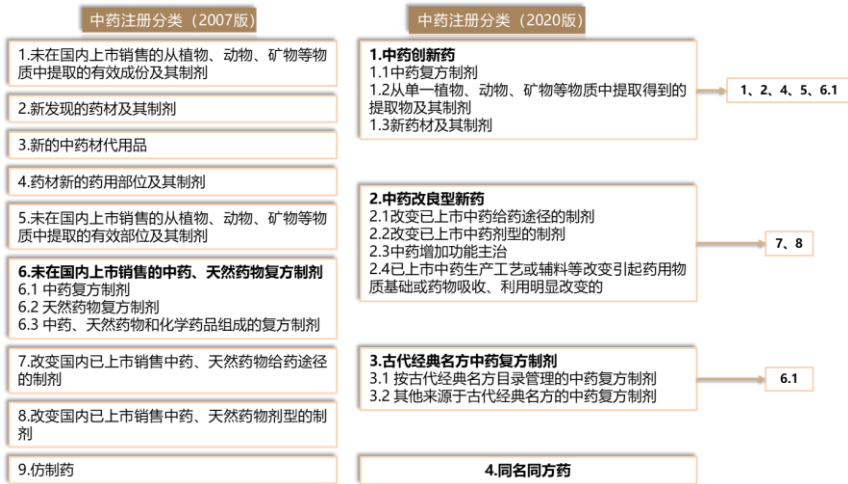 中药注册分类（2007版）
1.未在国内上市销售的从植物、动物、矿物等物
质中提取的有效成份及其制剂
2.新发现的药材及其制剂
3.新的中药材代用品
4.药材新的药用部位及其制剂
5.未在国内上市销售的从植物、动物、矿物等物
质中提取的有效部位及其制剂
6.未在国内上市销售的中药、天然药物复方制剂
6.1 中药复方制剂
6.2 天然药物复方制剂
6.3 中药、天然药物和化学药品组成的复方制剂
7.改变国内已上市销售中药、天然药物给药途径
的制剂
8.改变国内已上市销售中药、天然药物剂型的制
剂
9.仿制药
中药注册分类（2020版）
1.中药创新药
1.1中药复方制剂
1.2从单一植物、动物、矿物等物质中提取得到的
提取物及其制剂
1.3新药材及其制剂
1、2、4、5、6.1
2.中药改良型新药
2.1改变已上市中药给药途径的制剂
2.2改变已上市中药剂型的制剂
2.3中药增加功能主治
2.4已上市中药生产工艺或辅料等改变引起药用物
质基础或药物吸收、利用明显改变的
7、8
3.古代经典名方中药复方制剂
3.1 按古代经典名方目录管理的中药复方制剂
3.2 其他来源于古代经典名方的中药复方制剂
6.1
4.同名同方药